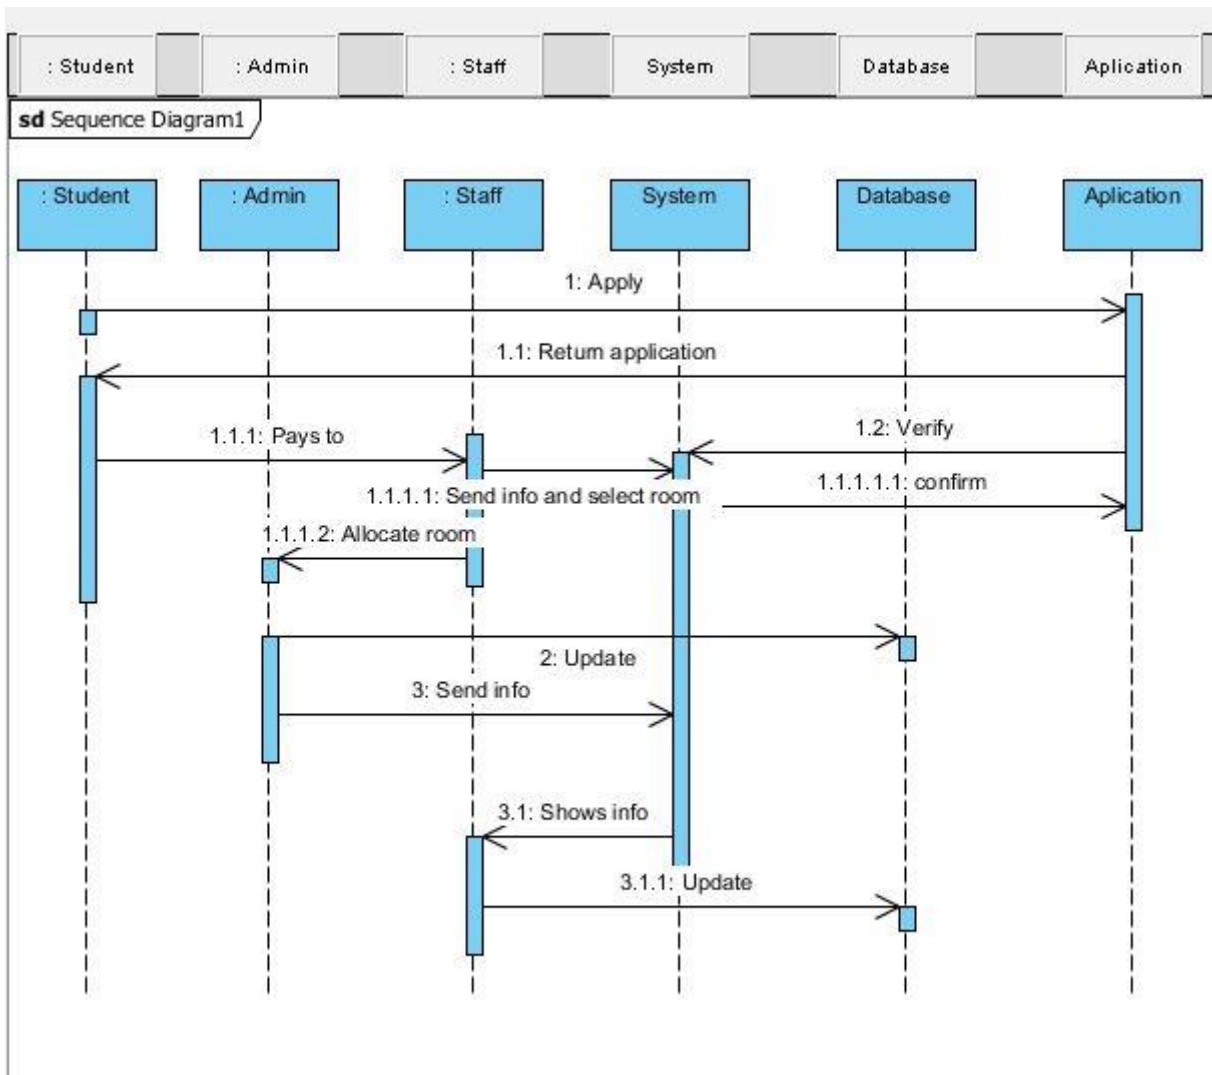 : Student
: Admin
: Staff
System
Database
Aplication
sd Sequence Diagram1
: Student
: Admin
: Staff
System
Database
Aplication
1: Apply
1.1: Return application
1.1.1: Pays to
1.2: Verify
1.1.1.1: Send info and select room
1.1.1.1.1: confirm
1.1.1.2: Allocate room
2: Update
3: Send info
3.1: Shows info
3.1.1: Update